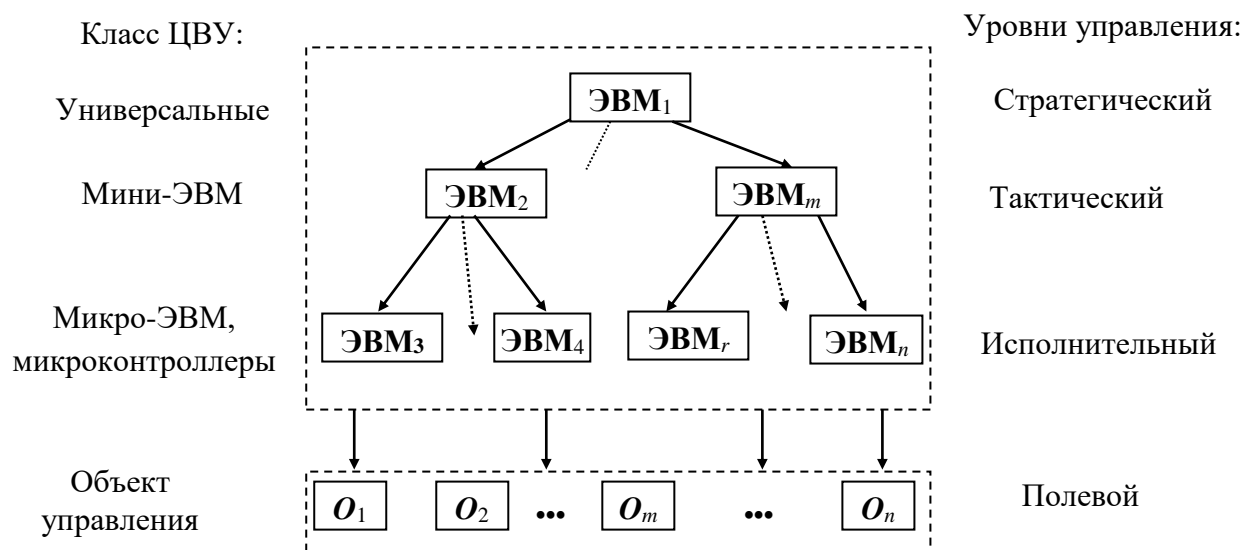 Класс ЦВУ:
Уровни управления:
Универсальные
ЭВМ₁
Стратегический
Мини-ЭВМ
ЭВМ₂
ЭВМₘ
Тактический
Микро-ЭВМ,
микроконтроллеры
ЭВМ₃
ЭВМ₄
ЭВМᵣ
ЭВМₙ
Исполнительный
Объект
управления
O₁
O₂
...
Oₘ
...
Oₙ
Полевой